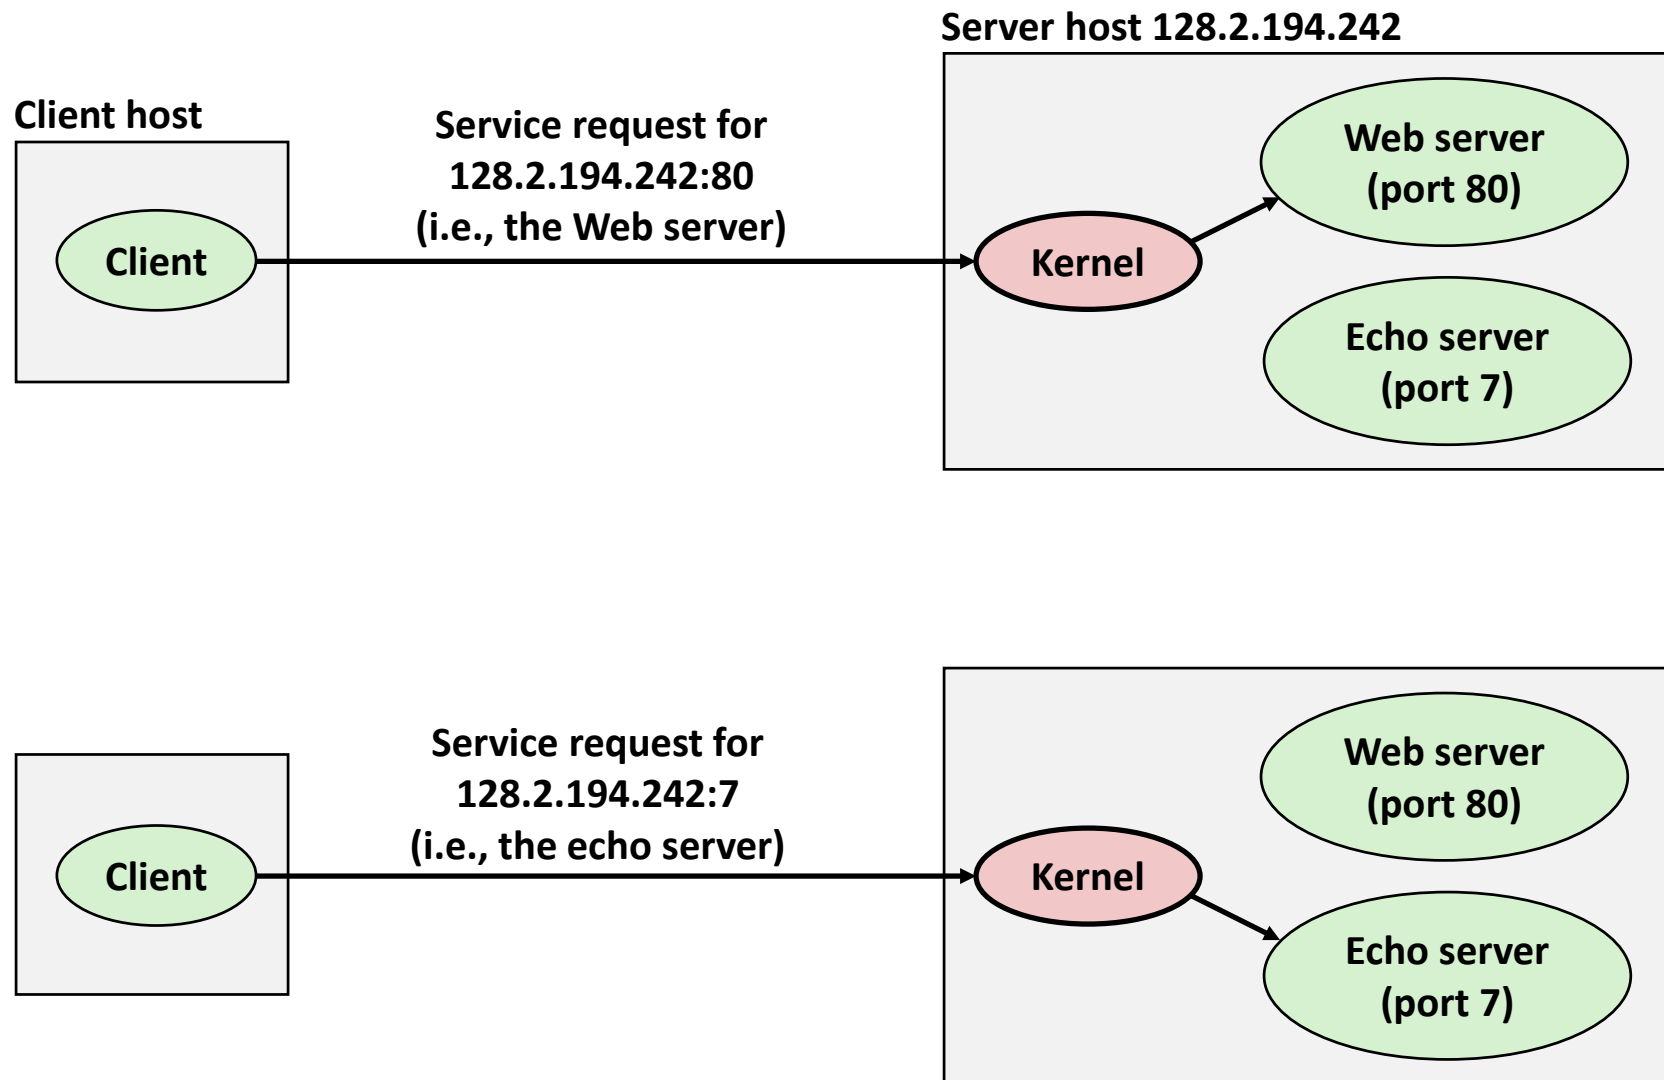 Server host 128.2.194.242
Client host
Service request for
128.2.194.242:80
(i.e., the Web server)
Client
Kernel
Web server
(port 80)
Echo server
(port 7)
Service request for
128.2.194.242:7
(i.e., the echo server)
Client
Kernel
Web server
(port 80)
Echo server
(port 7)